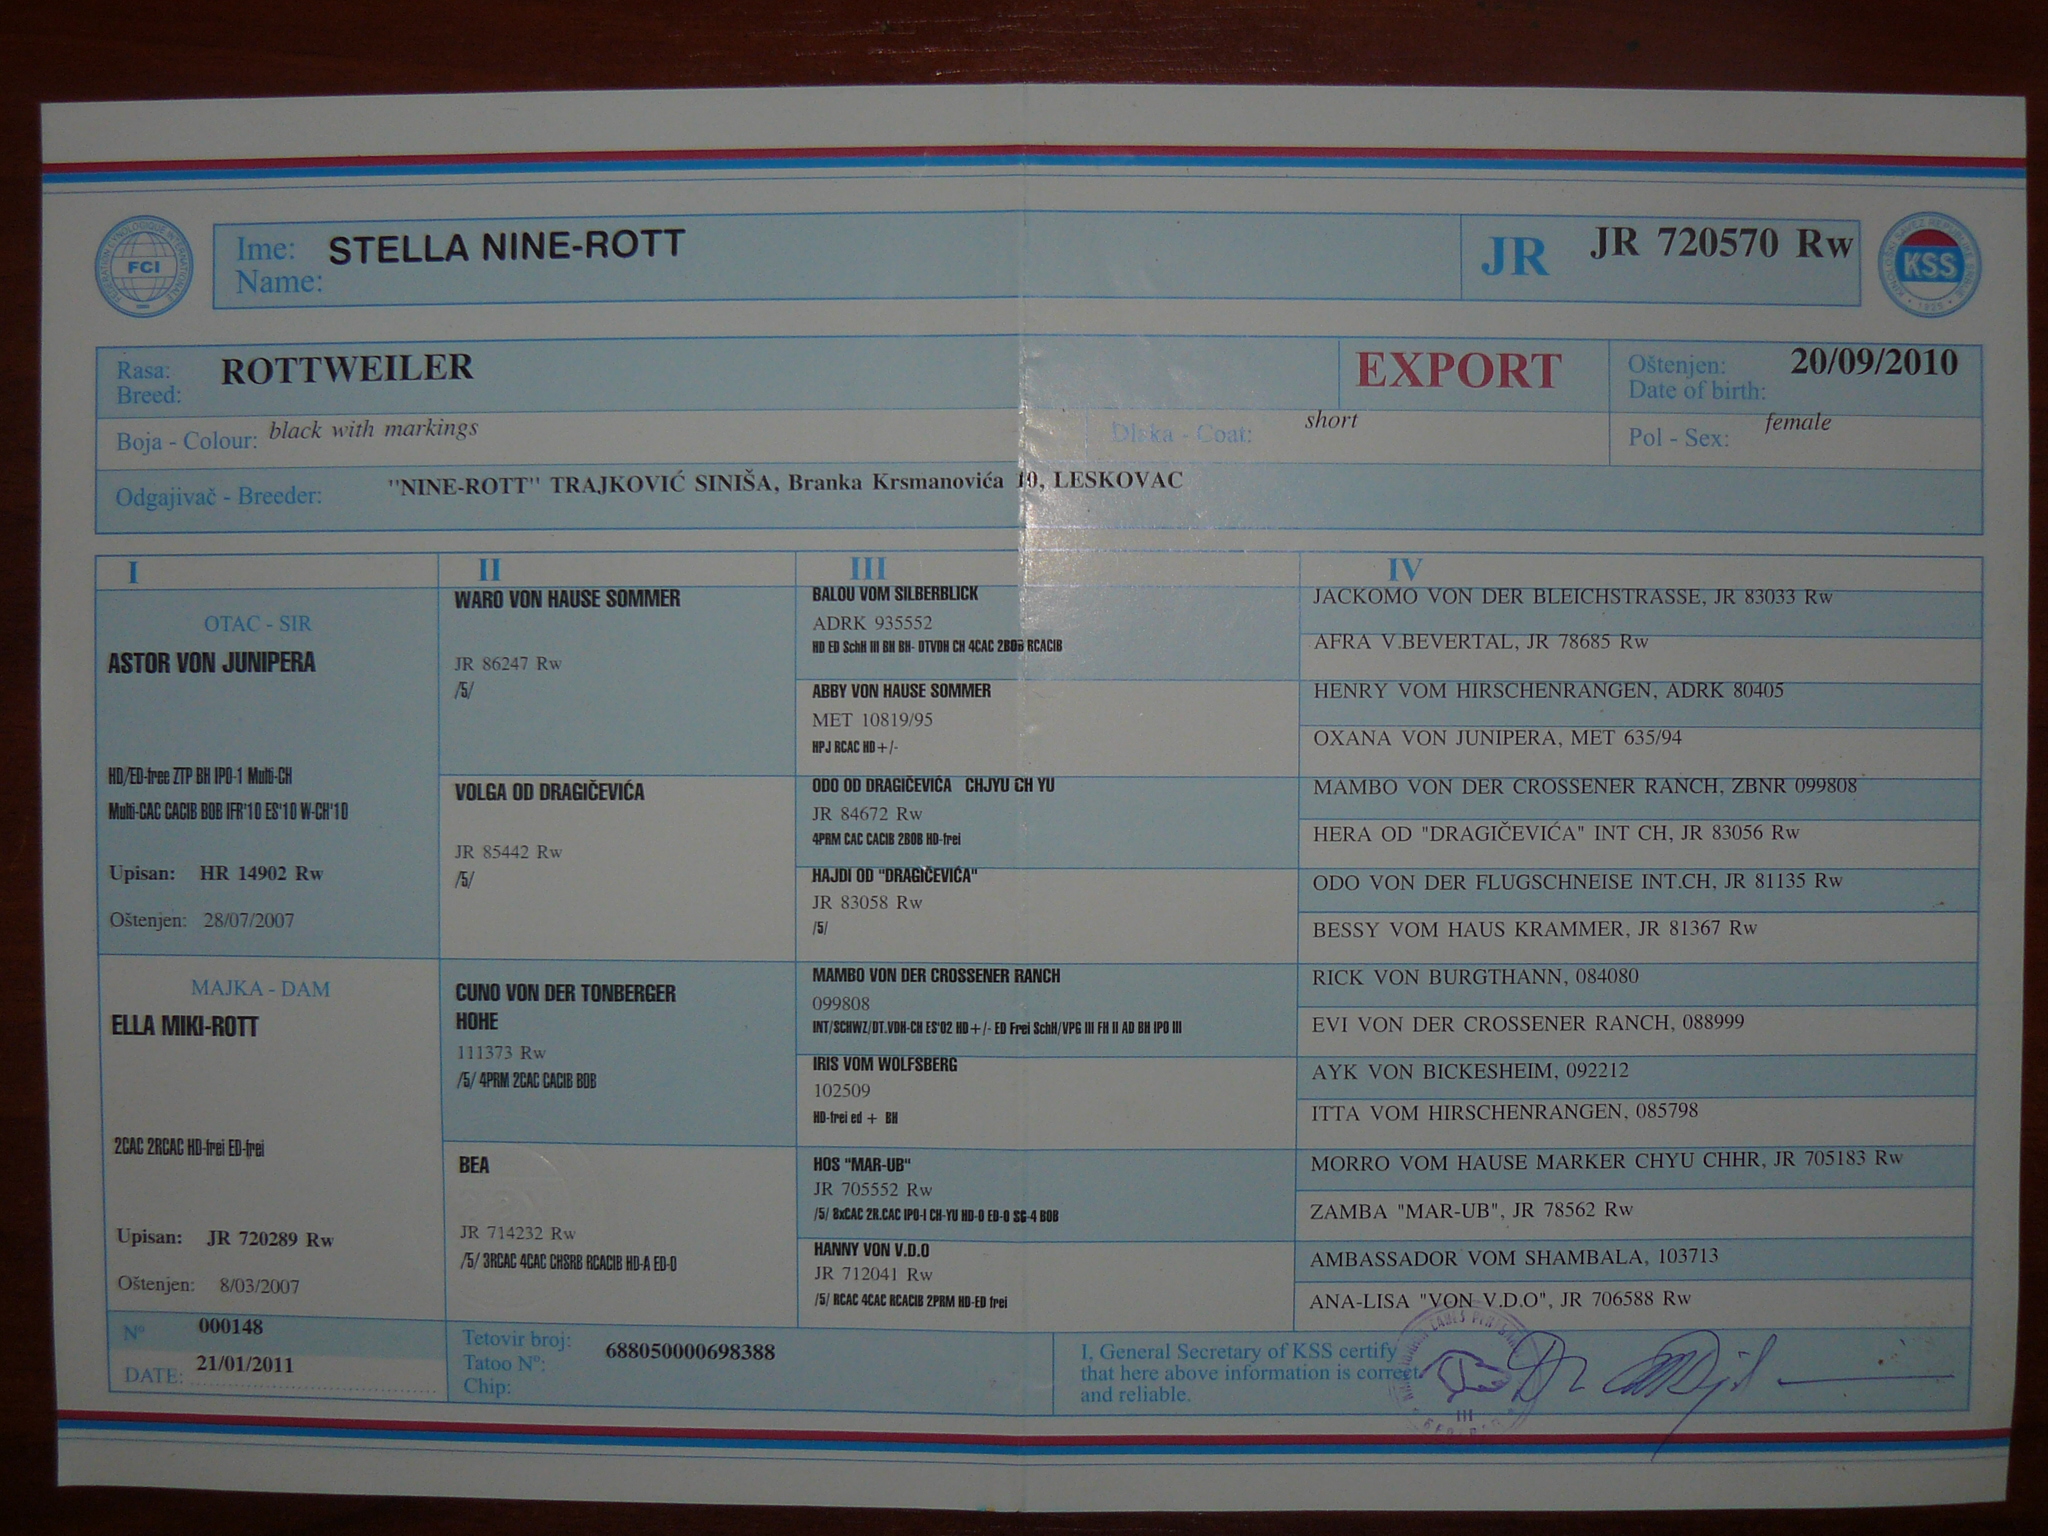 Ime: STELLA NINE-ROTT
Name:
JR JR 720570 Rw
FCI
KSS
Rasa: ROTTWEILER
Breed:
EXPORT
Oštenjen: 20/09/2010
Date of birth:
Boja - Colour: black with markings
Dlaka - Coat: short
Pol - Sex: female
Odgajivač - Breeder: "NINE-ROTT" TRAJKOVIĆ SINIŠA, Branka Krsmanovića 10, LESKOVAC
I II III IV
OTAC - SIR
ASTOR VON JUNIPERA
HD/ED-free ZTP BH IPO-1 Multi-CH
Multi-CAC CACIB BOB IFR'10 ES'10 W-CH'10
Upisan: HR 14902 Rw
Oštenjen: 28/07/2007
MAJKA - DAM
ELLA MIKI-ROTT
2CAC 2RCAC HD-frei ED-frei
Upisan: JR 720289 Rw
Oštenjen: 8/03/2007
WARO VON HAUSE SOMMER
JR 86247 Rw
/5/
VOLGA OD DRAGIČEVIĆA
JR 85442 Rw
/5/
CUNO VON DER TONBERGER
HOHE
111373 Rw
/5/ 4PRM 2CAC CACIB BOB
BEA
JR 714232 Rw
/5/ 3RCAC 4CAC CHSRB RCACIB HD-A ED-0
BALOU VOM SILBERBLICK
ADRK 935552
HD ED SchH III BH BH- DTVDH CH 4CAC 2BOB RCACIB
ABBY VON HAUSE SOMMER
MET 10819/95
HPJ RCAC HD+/-
ODO OD DRAGIČEVIĆA CHJYU CH YU
JR 84672 Rw
4PRM CAC CACIB 2BOB HD-frei
HAJDI OD "DRAGIČEVIĆA"
JR 83058 Rw
/5/
MAMBO VON DER CROSSENER RANCH
099808
INT/SCHWZ/DT.VDH-CH ES'02 HD+/- ED Frei SchH/VPG III FH II AD BH IPO III
IRIS VOM WOLFSBERG
102509
HD-frei ed + BH
HOS "MAR-UB"
JR 705552 Rw
/5/ 8xCAC 2R.CAC IPO-I CH-YU HD-0 ED-0 SG-4 BOB
HANNY VON V.D.O
JR 712041 Rw
/5/ RCAC 4CAC RCACIB 2PRM HD-ED frei
JACKOMO VON DER BLEICHSTRASSE, JR 83033 Rw
AFRA V.BEVERTAL, JR 78685 Rw
HENRY VOM HIRSCHENRANGEN, ADRK 80405
OXANA VON JUNIPERA, MET 635/94
MAMBO VON DER CROSSENER RANCH, ZBNR 099808
HERA OD "DRAGIČEVIĆA" INT CH, JR 83056 Rw
ODO VON DER FLUGSCHNEISE INT.CH, JR 81135 Rw
BESSY VOM HAUS KRAMMER, JR 81367 Rw
RICK VON BURGTHANN, 084080
EVI VON DER CROSSENER RANCH, 088999
AYK VON BICKESHEIM, 092212
ITTA VOM HIRSCHENRANGEN, 085798
MORRO VOM HAUSE MARKER CHYU CHHR, JR 705183 Rw
ZAMBA "MAR-UB", JR 78562 Rw
AMBASSADOR VOM SHAMBALA, 103713
ANA-LISA "VON V.D.O", JR 706588 Rw
Nº 000148
DATE: 21/01/2011
Tetovir broj: 688050000698388
Tatoo Nº:
Chip:
I, General Secretary of KSS certify
that here above information is correct
and reliable.
III